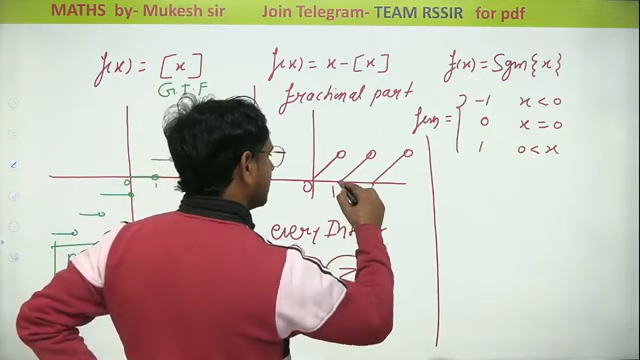 MATHS by- Mukesh sir Join Telegram- TEAM RSSIR for pdf
f(x) = [x] f(x) = x - [x] f(x) = Sgm{x}
G.I.F fractional part
-1 x < 0
0 x = 0
1 0 < x
0 1 0 1
every